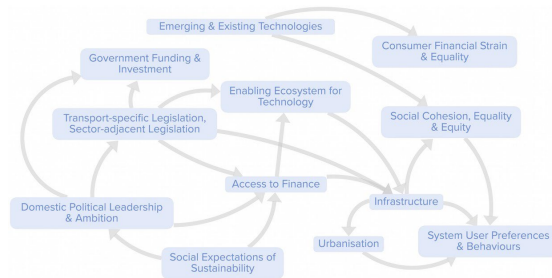 Emerging & Existing Technologies
Consumer Financial Strain
& Equality
Government Funding &
Investment
Enabling Ecosystem for
Technology
Transport-specific Legislation,
Sector-adjacent Legislation
Social Cohesion, Equality
& Equity
Access to Finance
Infrastructure
Domestic Political Leadership
& Ambition
Urbanisation
System User Preferences
& Behaviours
Social Expectations of
Sustainability